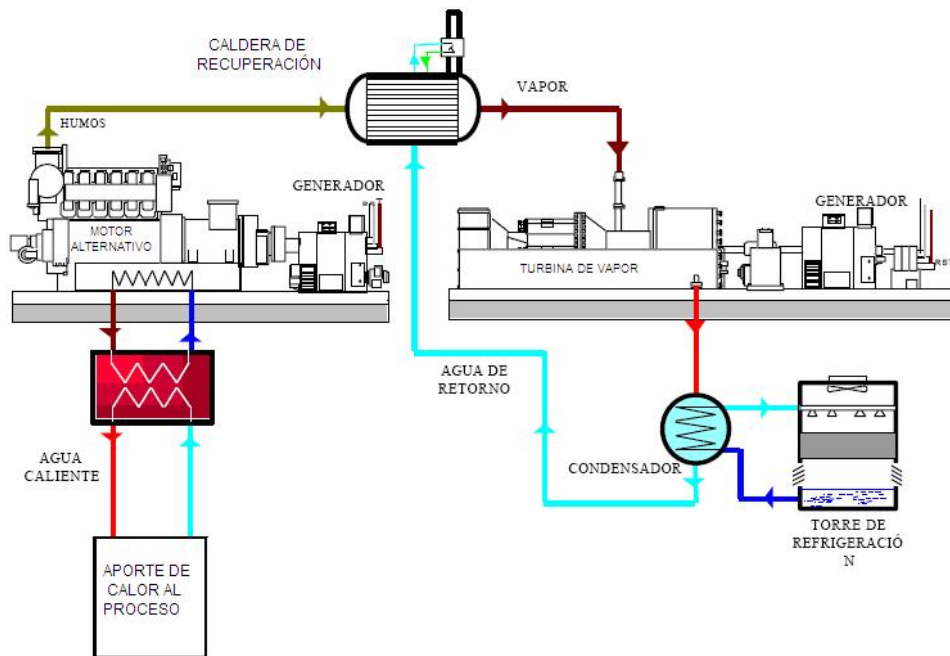 CALDERA DE
RECUPERACIÓN
VAPOR
HUMOS
GENERADOR
MOTOR
ALTERNATIVO
GENERADOR
TURBINA DE VAPOR
R S T
AGUA DE
RETORNO
AGUA
CALIENTE
CONDENSADOR
TORRE DE
REFRIGERACIÓ
N
APORTE DE
CALOR AL
PROCESO